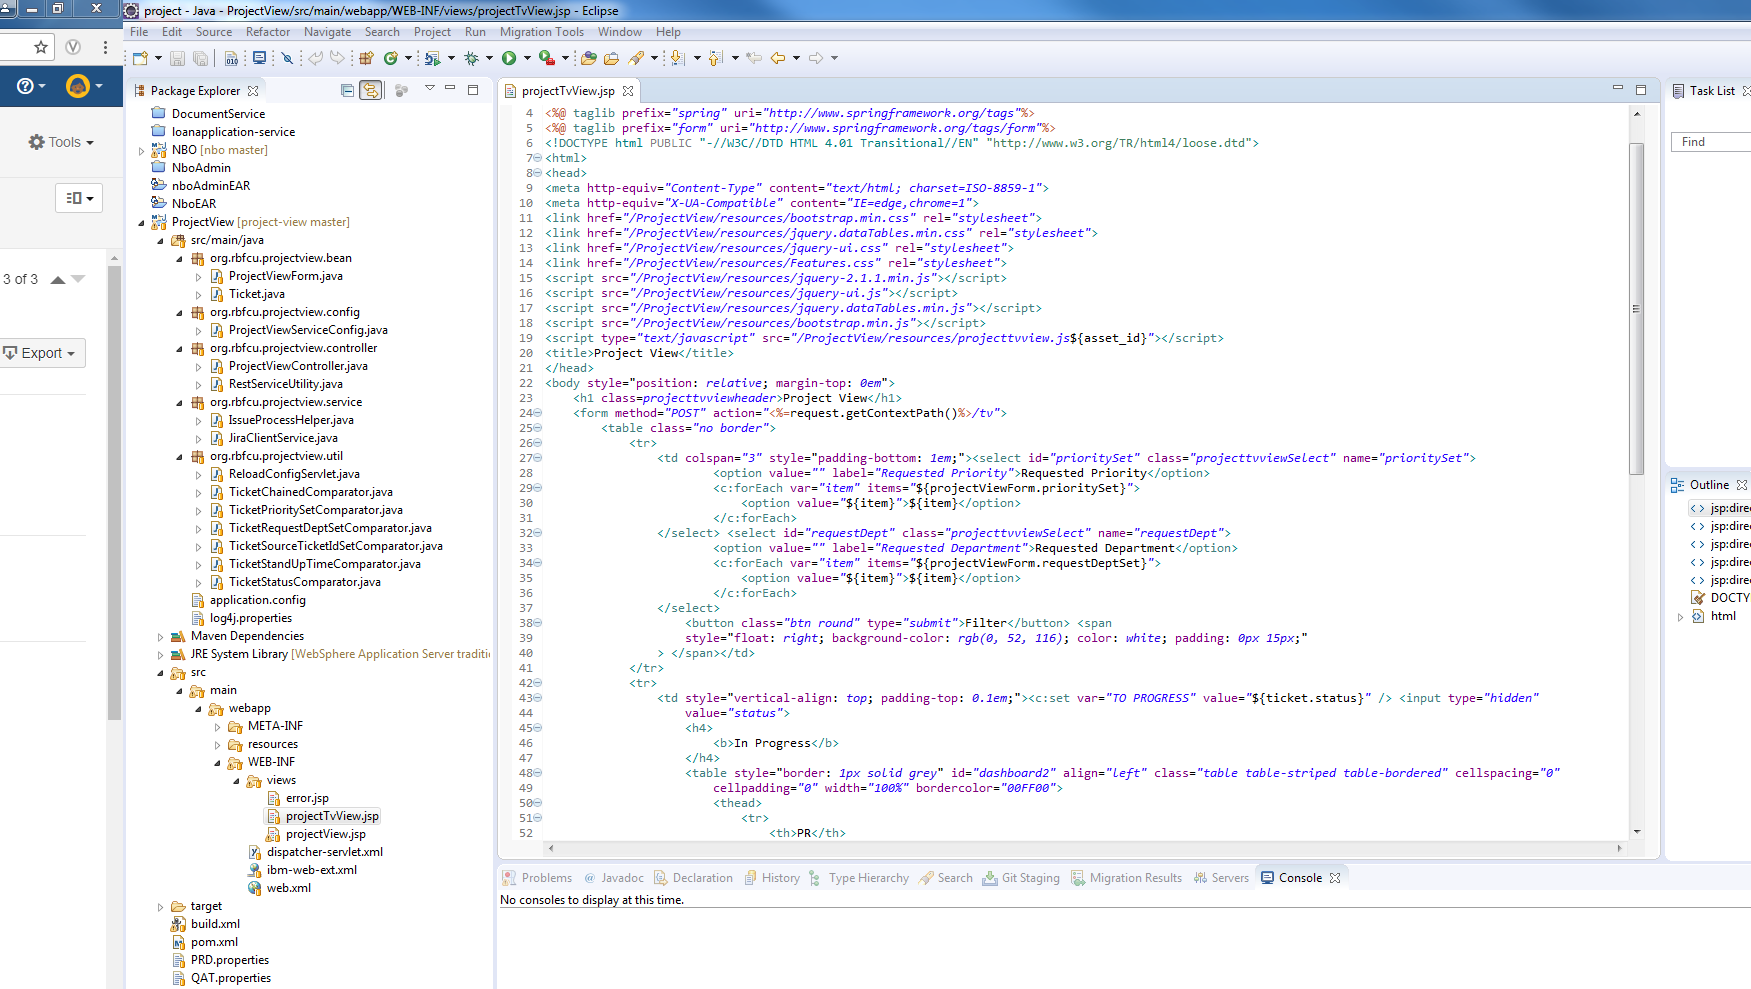 project - Java - ProjectView/src/main/webapp/WEB-INF/views/projectTvView.jsp - Eclipse
File Edit Source Refactor Navigate Search Project Run Migration Tools Window Help
Tools
3 of 3
Export
Package Explorer
DocumentService
loanapplication-service
NBO [nbo master]
NboAdmin
nboAdminEAR
NboEAR
ProjectView [project-view master]
src/main/java
org.rbfcu.projectview.bean
ProjectViewForm.java
Ticket.java
org.rbfcu.projectview.config
ProjectViewServiceConfig.java
org.rbfcu.projectview.controller
ProjectViewController.java
RestServiceUtility.java
org.rbfcu.projectview.service
IssueProcessHelper.java
JiraClientService.java
org.rbfcu.projectview.util
ReloadConfigServlet.java
TicketChainedComparator.java
TicketPrioritySetComparator.java
TicketRequestDeptSetComparator.java
TicketSourceTicketIdSetComparator.java
TicketStandUpTimeComparator.java
TicketStatusComparator.java
application.config
log4j.properties
Maven Dependencies
JRE System Library [WebSphere Application Server traditi
src
main
webapp
META-INF
resources
WEB-INF
views
error.jsp
projectTvView.jsp
projectView.jsp
dispatcher-servlet.xml
ibm-web-ext.xml
web.xml
target
build.xml
pom.xml
PRD.properties
QAT.properties
projectTvView.jsp
4 <%@ taglib prefix="spring" uri="http://www.springframework.org/tags"%>
5 <%@ taglib prefix="form" uri="http://www.springframework.org/tags/form"%>
6 <!DOCTYPE html PUBLIC "-//W3C//DTD HTML 4.01 Transitional//EN" "http://www.w3.org/TR/html4/loose.dtd">
7 <html>
8 <head>
9 <meta http-equiv="Content-Type" content="text/html; charset=ISO-8859-1">
10 <meta http-equiv="X-UA-Compatible" content="IE=edge,chrome=1">
11 <link href="/ProjectView/resources/bootstrap.min.css" rel="stylesheet">
12 <link href="/ProjectView/resources/jquery.dataTables.min.css" rel="stylesheet">
13 <link href="/ProjectView/resources/jquery-ui.css" rel="stylesheet">
14 <link href="/ProjectView/resources/Features.css" rel="stylesheet">
15 <script src="/ProjectView/resources/jquery-2.1.1.min.js"></script>
16 <script src="/ProjectView/resources/jquery-ui.js"></script>
17 <script src="/ProjectView/resources/jquery.dataTables.min.js"></script>
18 <script src="/ProjectView/resources/bootstrap.min.js"></script>
19 <script type="text/javascript" src="/ProjectView/resources/projecttvview.js${asset_id}"></script>
20 <title>Project View</title>
21 </head>
22 <body style="position: relative; margin-top: 0em">
23 <h1 class=projecttvviewheader>Project View</h1>
24 <form method="POST" action="<%=request.getContextPath()%>/tv">
25 <table class="no border">
26 <tr>
27 <td colspan="3" style="padding-bottom: 1em;"><select id="prioritySet" class="projecttvviewSelect" name="prioritySet">
28 <option value="" label="Requested Priority">Requested Priority</option>
29 <c:forEach var="item" items="${projectViewForm.prioritySet}">
30 <option value="${item}">${item}</option>
31 </c:forEach>
32 </select> <select id="requestDept" class="projecttvviewSelect" name="requestDept">
33 <option value="" label="Requested Department">Requested Department</option>
34 <c:forEach var="item" items="${projectViewForm.requestDeptSet}">
35 <option value="${item}">${item}</option>
36 </c:forEach>
37 </select>
38 <button class="btn round" type="submit">Filter</button> <span
39 style="float: right; background-color: rgb(0, 52, 116); color: white; padding: 0px 15px;"
40 > </span></td>
41 </tr>
42 <tr>
43 <td style="vertical-align: top; padding-top: 0.1em;"><c:set var="TO PROGRESS" value="${ticket.status}" /> <input type="hidden"
44 value="status">
45 <h4>
46 <b>In Progress</b>
47 </h4>
48 <table style="border: 1px solid grey" id="dashboard2" align="left" class="table table-striped table-bordered" cellspacing="0"
49 cellpadding="0" width="100%" bordercolor="00FF00">
50 <thead>
51 <tr>
52 <th>PR</th>
Task List
Find
Outline
jsp:dire
jsp:dire
jsp:dire
jsp:dire
jsp:dire
DOCTY
html
Problems @ Javadoc Declaration History Type Hierarchy Search Git Staging Migration Results Servers Console
No consoles to display at this time.